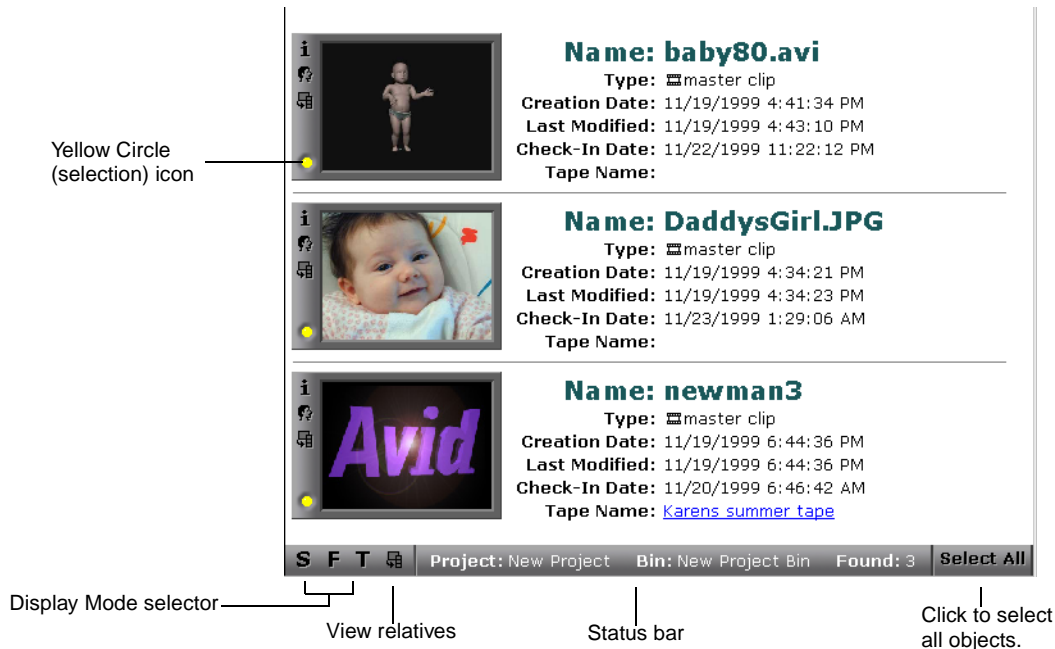 Name: baby80.avi
Type: master clip
Creation Date: 11/19/1999 4:41:34 PM
Last Modified: 11/19/1999 4:43:10 PM
Check-In Date: 11/22/1999 11:22:12 PM
Tape Name:
Yellow Circle
(selection) icon
Name: DaddysGirl.JPG
Type: master clip
Creation Date: 11/19/1999 4:34:21 PM
Last Modified: 11/19/1999 4:34:23 PM
Check-In Date: 11/23/1999 1:29:06 AM
Tape Name:
Avid
Name: newman3
Type: master clip
Creation Date: 11/19/1999 6:44:36 PM
Last Modified: 11/19/1999 6:44:36 PM
Check-In Date: 11/20/1999 6:46:42 AM
Tape Name: Karens summer tape
S F T Project: New Project Bin: New Project Bin Found: 3 Select All
Display Mode selector
View relatives
Status bar
Click to select
all objects.